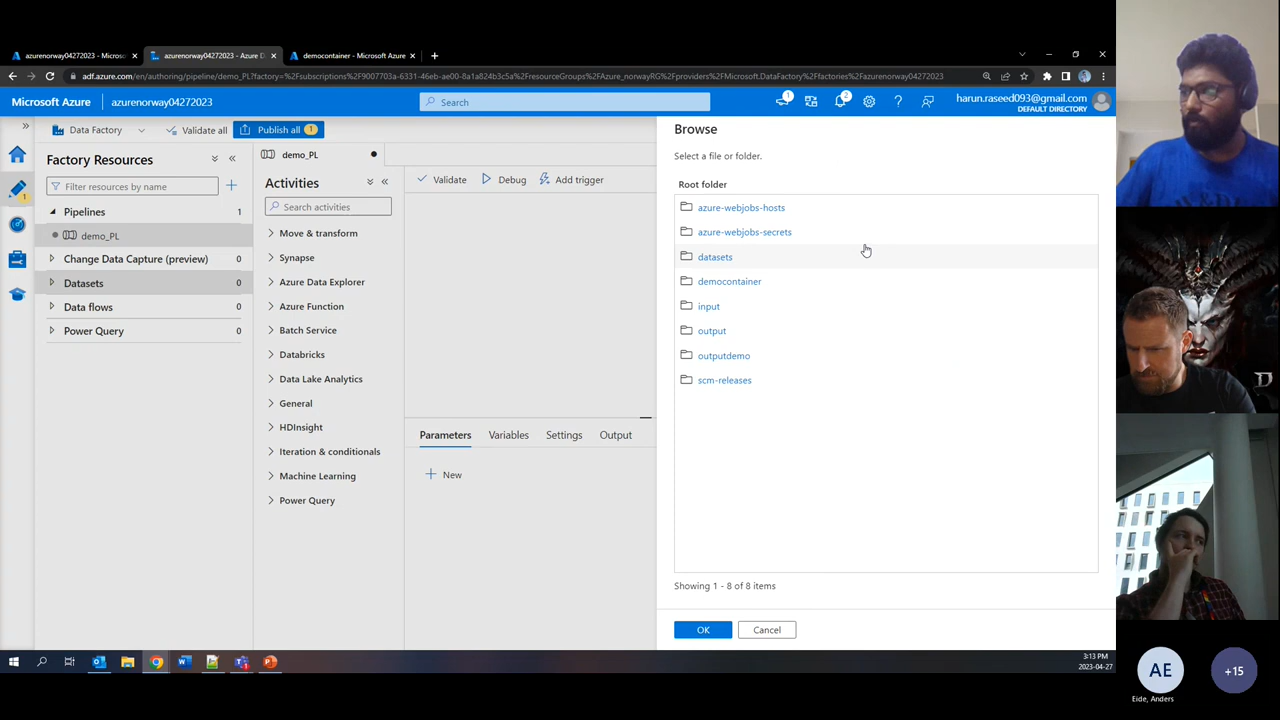 azurenorway04272023 - Microso
azurenorway04272023 - Azure D
democontainer - Microsoft Azure
adf.azure.com/en/authoring/pipeline/demo_PL?factory=%2Fsubscriptions%2F9007703a-6331-46eb-ae00-8a1a824b3c5a%2FresourceGroups%2FAzure_norwayRG%2Fproviders%2FMicrosoft.DataFactory%2Ffactories%2Fazurenorway04272023
Microsoft Azure
azurenorway04272023
Search
1
2
harun.raseed093@gmail.com
DEFAULT DIRECTORY
Data Factory
Validate all
Publish all 1
Factory Resources
Filter resources by name
Pipelines 1
demo_PL
Change Data Capture (preview) 0
Datasets 0
Data flows 0
Power Query 0
demo_PL
Activities
Search activities
Move & transform
Synapse
Azure Data Explorer
Azure Function
Batch Service
Databricks
Data Lake Analytics
General
HDInsight
Iteration & conditionals
Machine Learning
Power Query
Validate
Debug
Add trigger
Parameters
Variables
Settings
Output
New
Browse
Select a file or folder.
Root folder
azure-webjobs-hosts
azure-webjobs-secrets
datasets
democontainer
input
output
outputdemo
scm-releases
Showing 1 - 8 of 8 items
OK
Cancel
3:13 PM
2023-04-27
AE
+15
Eide, Anders